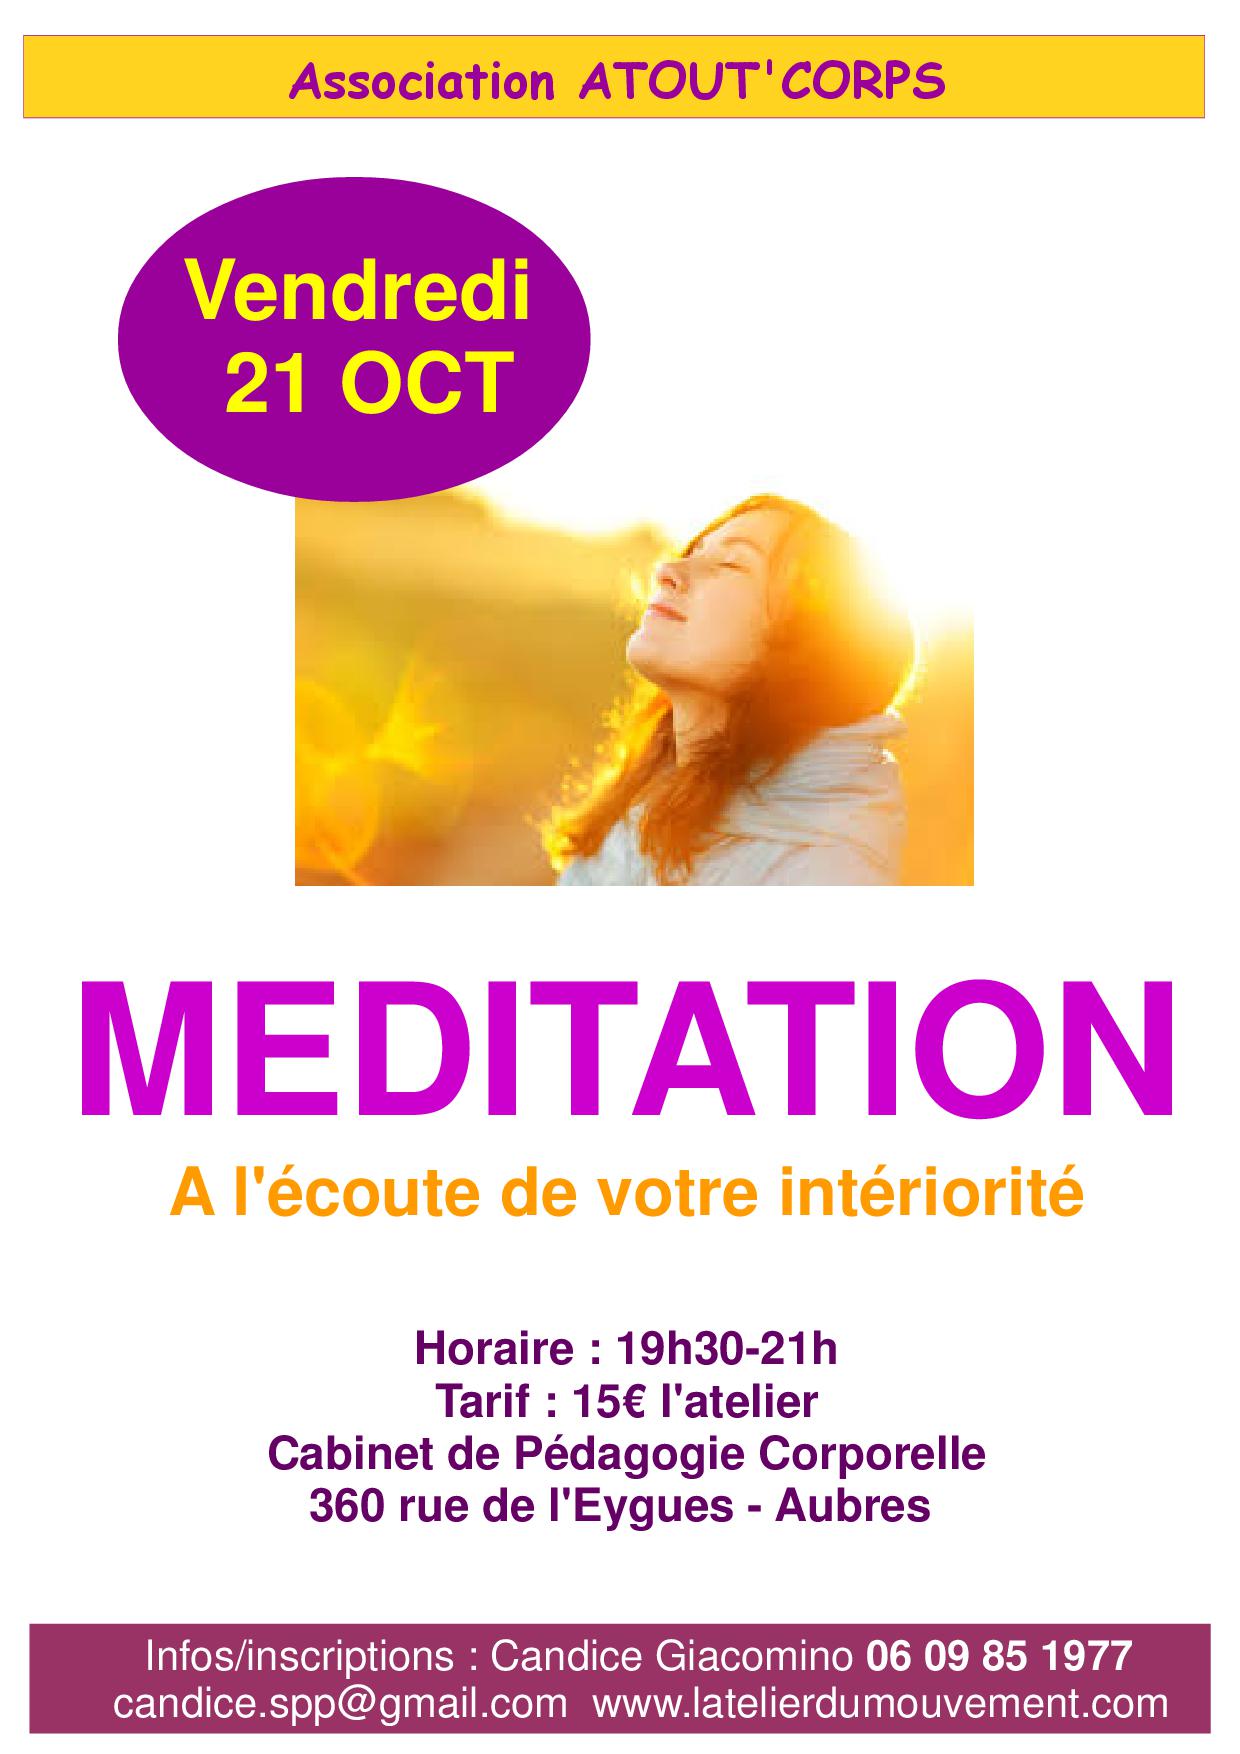 Association ATOUT'CORPS
Vendredi
21 OCT
MEDITATION
A l'écoute de votre intériorité
Horaire : 19h30-21h
Tarif : 15€ l'atelier
Cabinet de Pédagogie Corporelle
360 rue de l'Eygues - Aubres
Infos/inscriptions : Candice Giacomino 06 09 85 1977
candice.spp@gmail.com www.latelierdumouvement.com